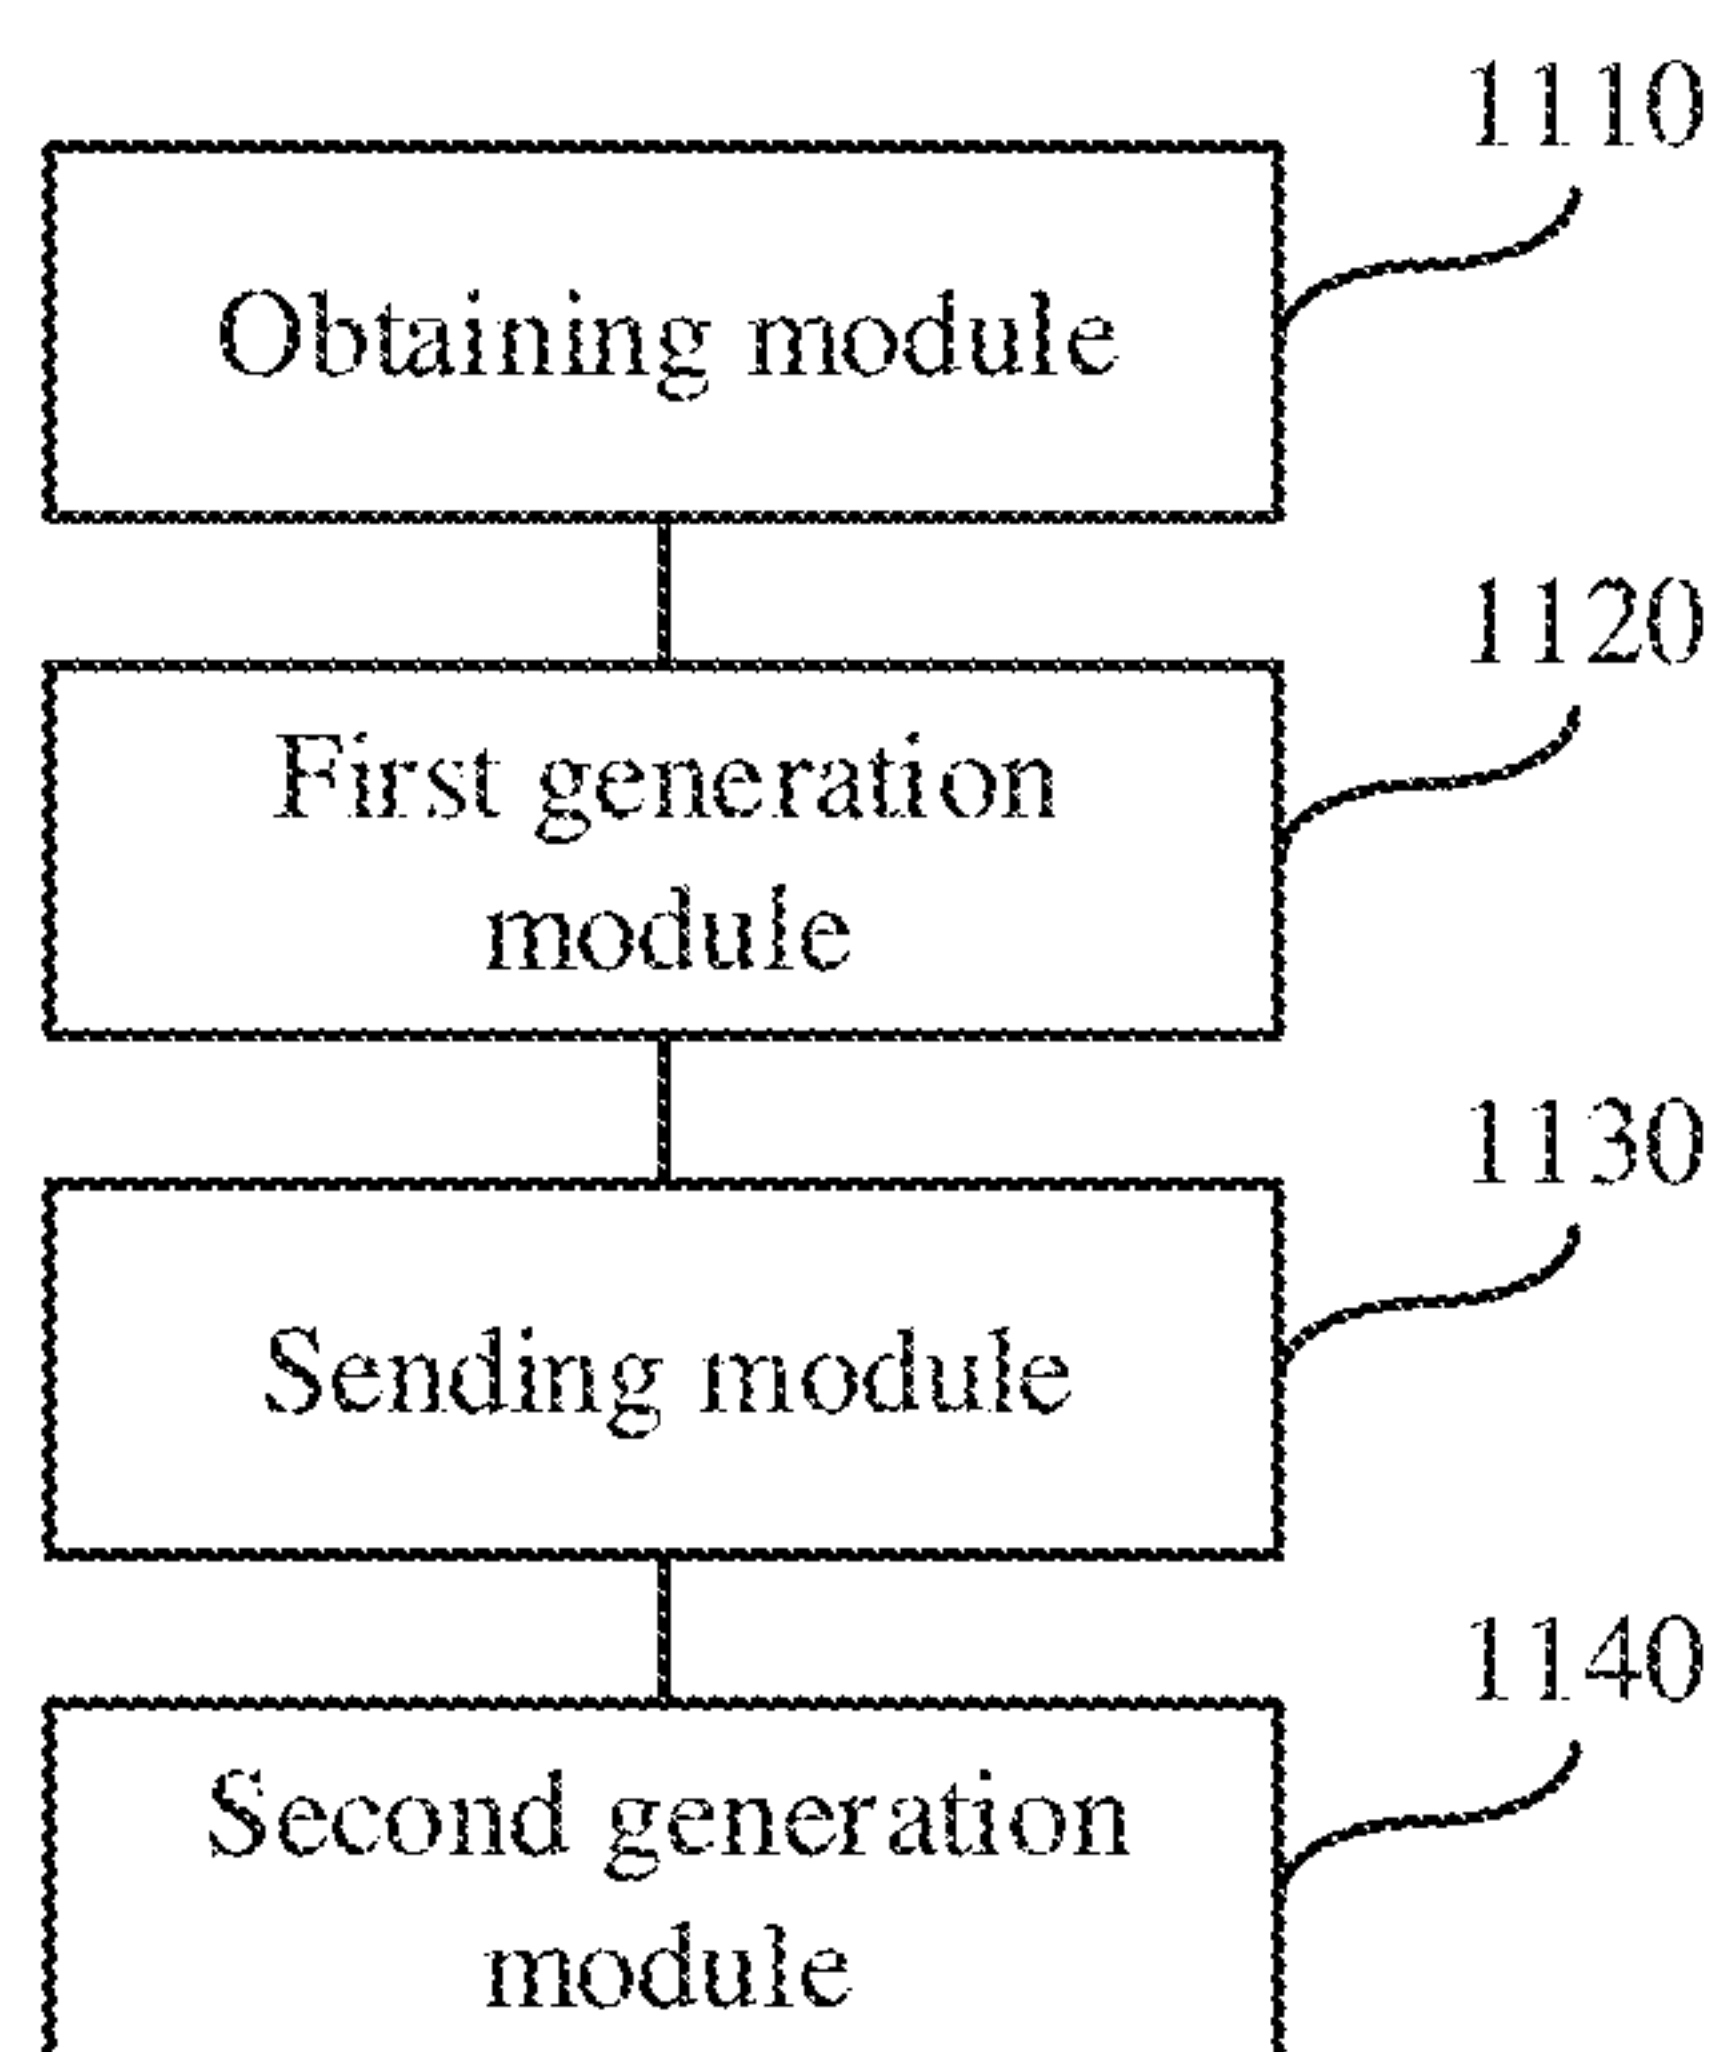 1110
Obtaining module
1120
First generation
module
1130
Sending module
1140
Second generation
module